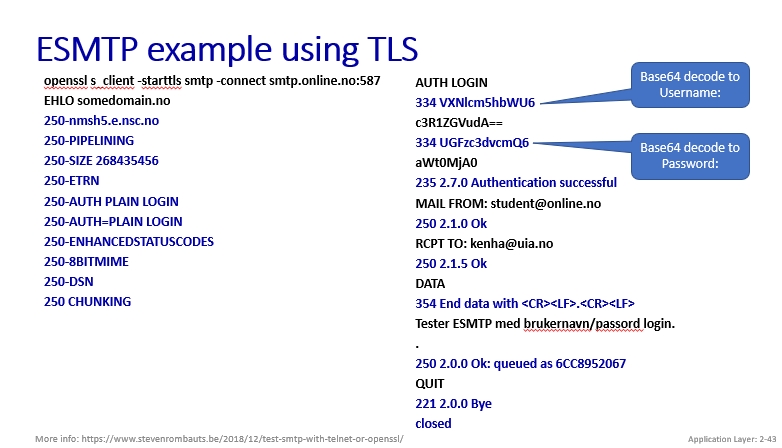 ESMTP example using TLS
openssl s_client -starttls smtp -connect smtp.online.no:587
EHLO somedomain.no
250-nmsh5.e.nsc.no
250-PIPELINING
250-SIZE 268435456
250-ETRN
250-AUTH PLAIN LOGIN
250-AUTH=PLAIN LOGIN
250-ENHANCEDSTATUSCODES
250-8BITMIME
250-DSN
250 CHUNKING
AUTH LOGIN
334 VXNlcm5hbWU6
c3R1ZGVudA==
334 UGFzc3dvcmQ6
aWt0MjA0
235 2.7.0 Authentication successful
MAIL FROM: student@online.no
250 2.1.0 Ok
RCPT TO: kenha@uia.no
250 2.1.5 Ok
DATA
354 End data with <CR><LF>.<CR><LF>
Tester ESMTP med brukernavn/passord login.
.
250 2.0.0 Ok: queued as 6CC8952067
QUIT
221 2.0.0 Bye
closed
Base64 decode to
Username:
Base64 decode to
Password:
More info: https://www.stevenrombauts.be/2018/12/test-smtp-with-telnet-or-openssl/
Application Layer: 2-43